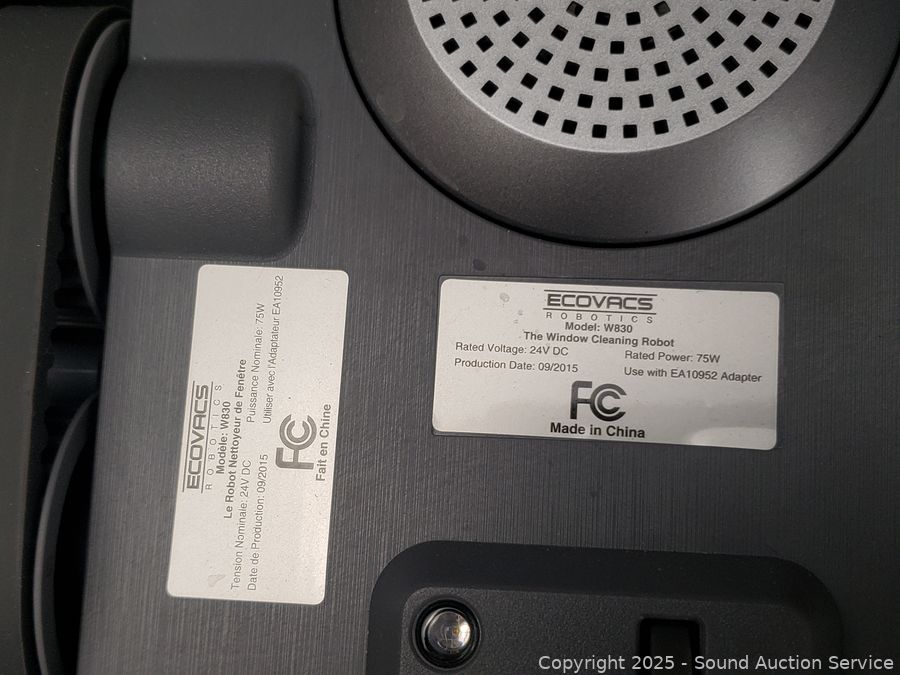 ECOVACS
ROBOTICS
Model: W830
The Window Cleaning Robot
Rated Voltage: 24V DC Rated Power: 75W
Production Date: 09/2015 Use with EA10952 Adapter
FC
Made in China
ECOVACS
ROBOTICS
Modèle: W830
Le Robot Nettoyeur de Fenêtre
Tension Nominale: 24V DC Puissance Nominale: 75W
Date de Production: 09/2015 Utiliser avec l'Adaptateur EA10952
FC
Fait en Chine
Copyright 2025 - Sound Auction Service